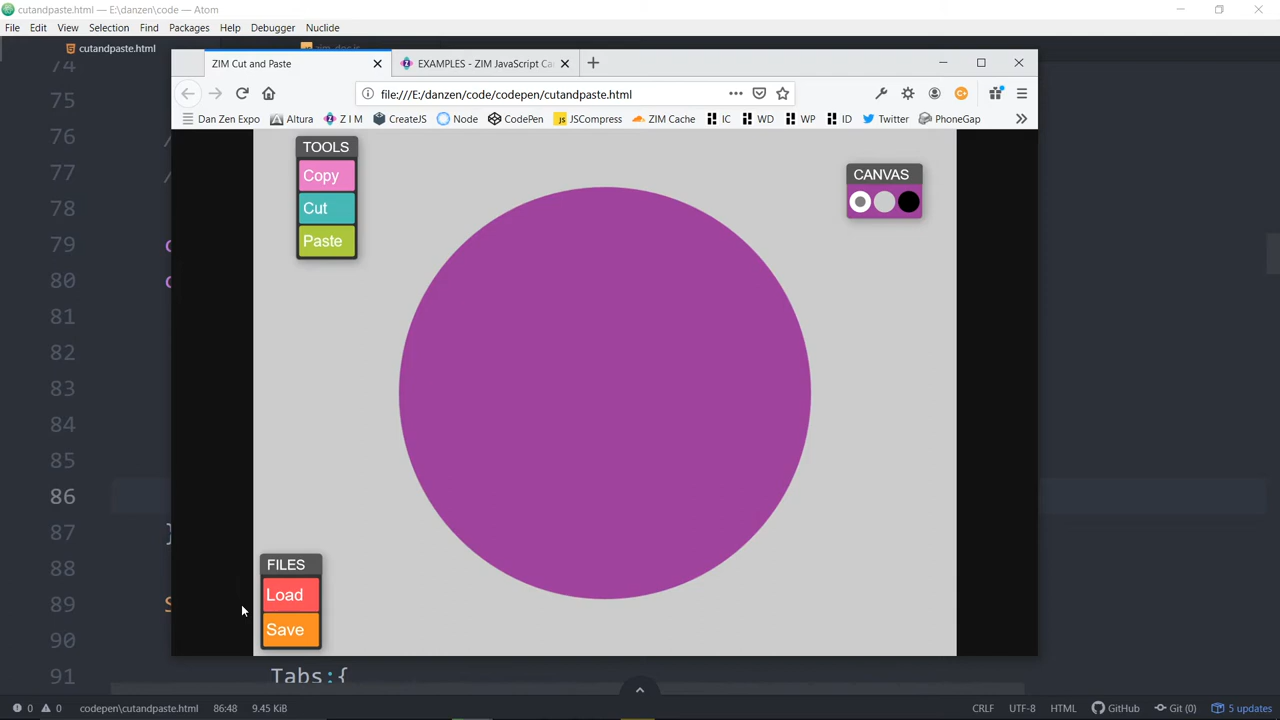 cutandpaste.html — E:\danzen\code — Atom
File Edit View Selection Find Packages Help Debugger Nuclide
cutandpaste.html zim_doc.js
ZIM Cut and Paste EXAMPLES - ZIM JavaScript Ca
file:///E:/danzen/code/codepen/cutandpaste.html
Dan Zen Expo Altura Z I M CreateJS Node CodePen JSCompress ZIM Cache IC WD WP ID Twitter PhoneGap
TOOLS
Copy
Cut
Paste
CANVAS
FILES
Load
Save
74
75
76 /
77 /
78
79 c
80 c
81
82
83
84
85
86
87 }
88
89 S
90
91 Tabs:{
0 0 codepen\cutandpaste.html 86:48 9.45 KiB CRLF UTF-8 HTML GitHub Git (0) 5 updates